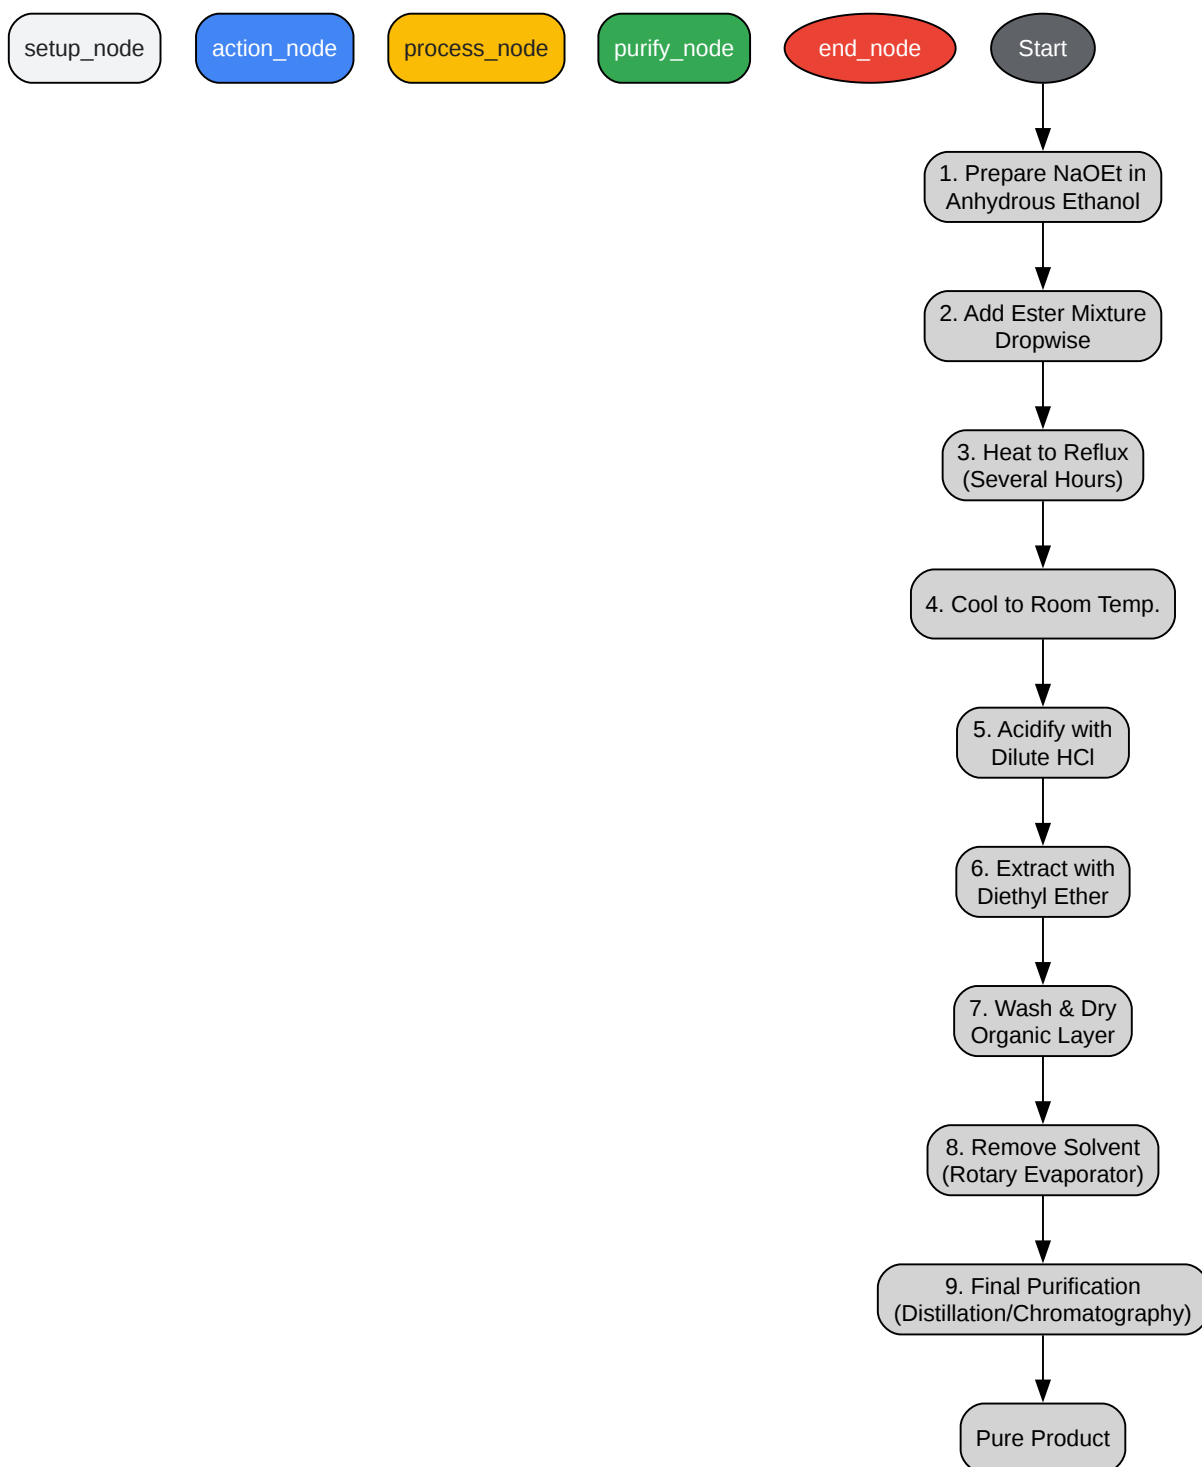 setup_node
action_node
process_node
purify_node
end_node
Start
1. Prepare NaOEt in
Anhydrous Ethanol
2. Add Ester Mixture
Dropwise
3. Heat to Reflux
(Several Hours)
4. Cool to Room Temp.
5. Acidify with
Dilute HCl
6. Extract with
Diethyl Ether
7. Wash & Dry
Organic Layer
8. Remove Solvent
(Rotary Evaporator)
9. Final Purification
(Distillation/Chromatography)
Pure Product